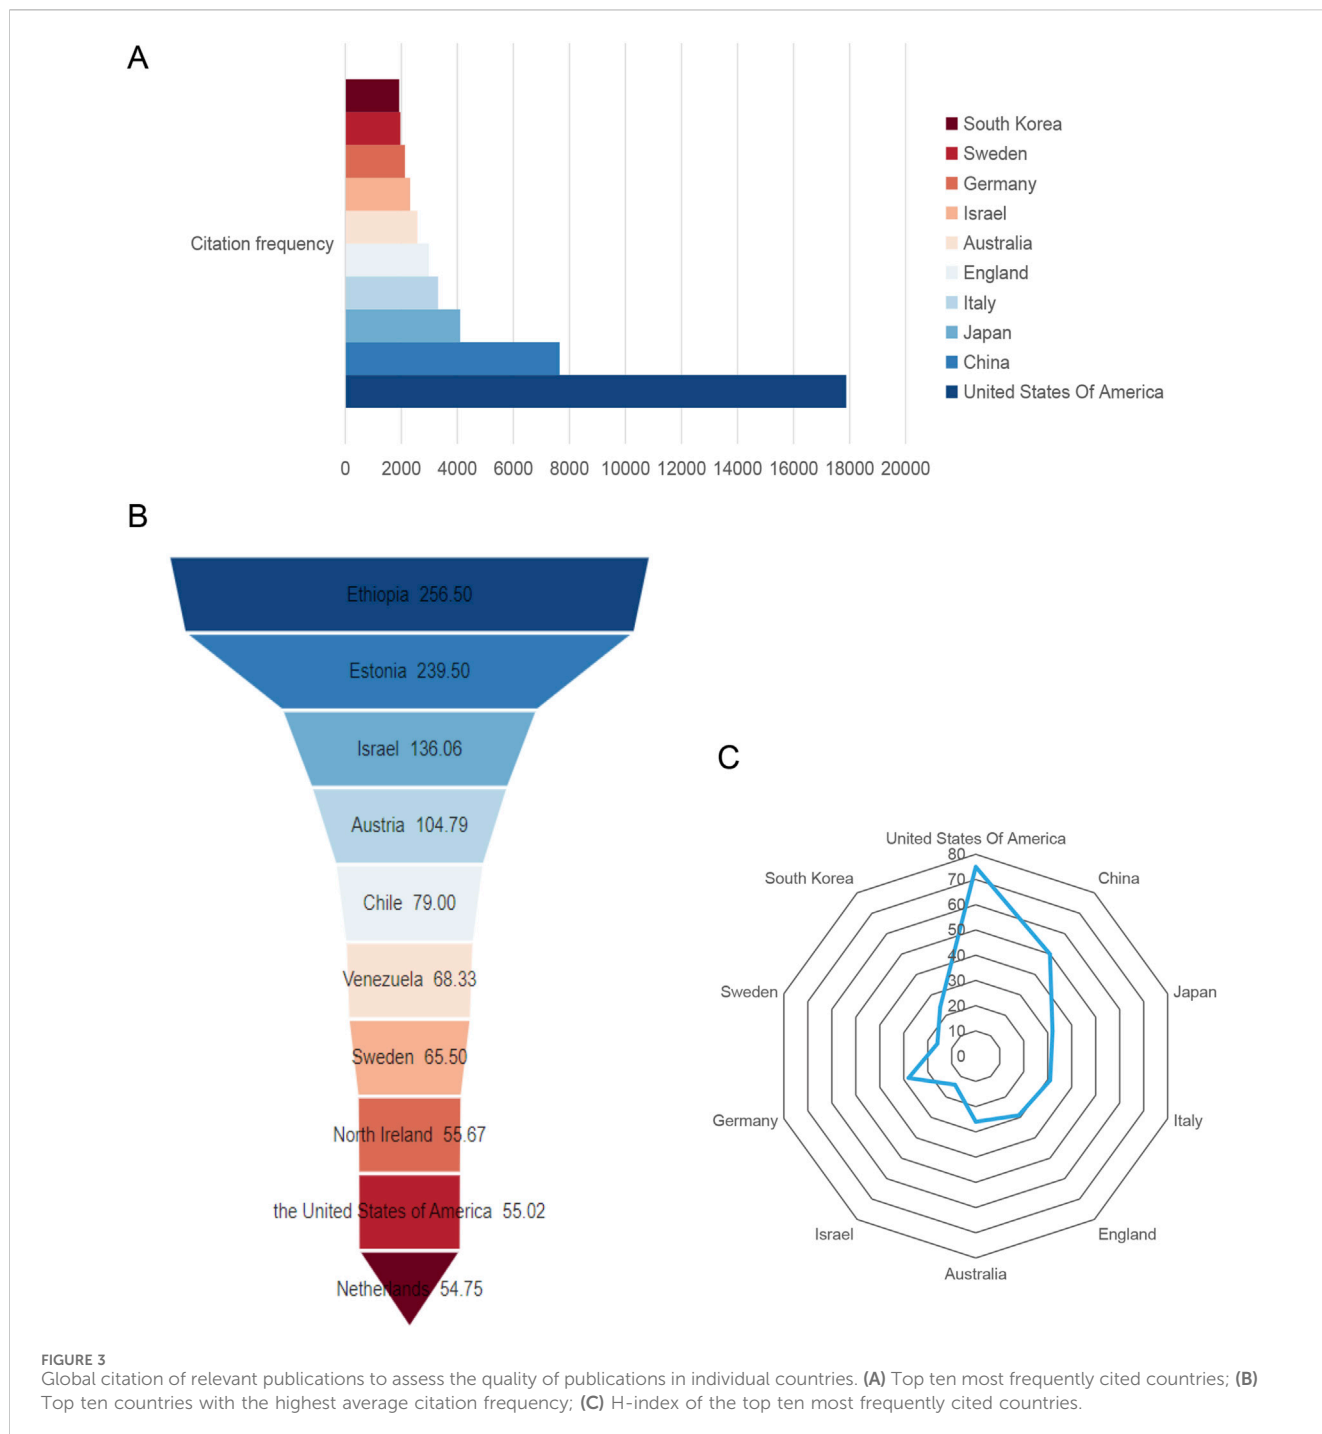 A
Citation frequency
South Korea
Sweden
Germany
Israel
Australia
England
Italy
Japan
China
United States Of America
0 2000 4000 6000 8000 10000 12000 14000 16000 18000 20000
B
Ethiopia 256.50
Estonia 239.50
Israel 136.06
Austria 104.79
Chile 79.00
Venezuela 68.33
Sweden 65.50
North Ireland 55.67
the United States of America 55.02
Netherlands 54.75
C
United States Of America
80
70
60
50
40
30
20
10
0
China
Japan
Italy
England
Australia
Israel
Germany
Sweden
South Korea
FIGURE 3
Global citation of relevant publications to assess the quality of publications in individual countries. (A) Top ten most frequently cited countries; (B)
Top ten countries with the highest average citation frequency; (C) H-index of the top ten most frequently cited countries.